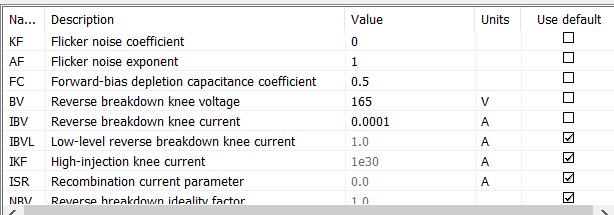 Na... Description Value Units Use default
KF Flicker noise coefficient 0
AF Flicker noise exponent 1
FC Forward-bias depletion capacitance coefficient 0.5
BV Reverse breakdown knee voltage 165 V
IBV Reverse breakdown knee current 0.0001 A
IBVL Low-level reverse breakdown knee current 1.0 A
IKF High-injection knee current 1e30 A
ISR Recombination current parameter 0.0 A
NBV Reverse breakdown ideality factor 1.0